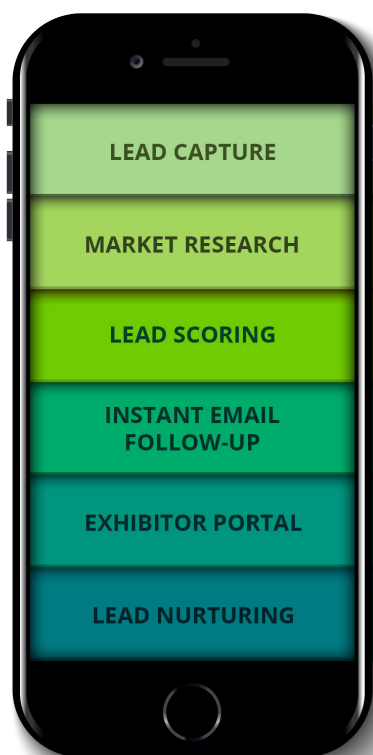 LEAD CAPTURE
MARKET RESEARCH
LEAD SCORING
INSTANT EMAIL
FOLLOW-UP
EXHIBITOR PORTAL
LEAD NURTURING